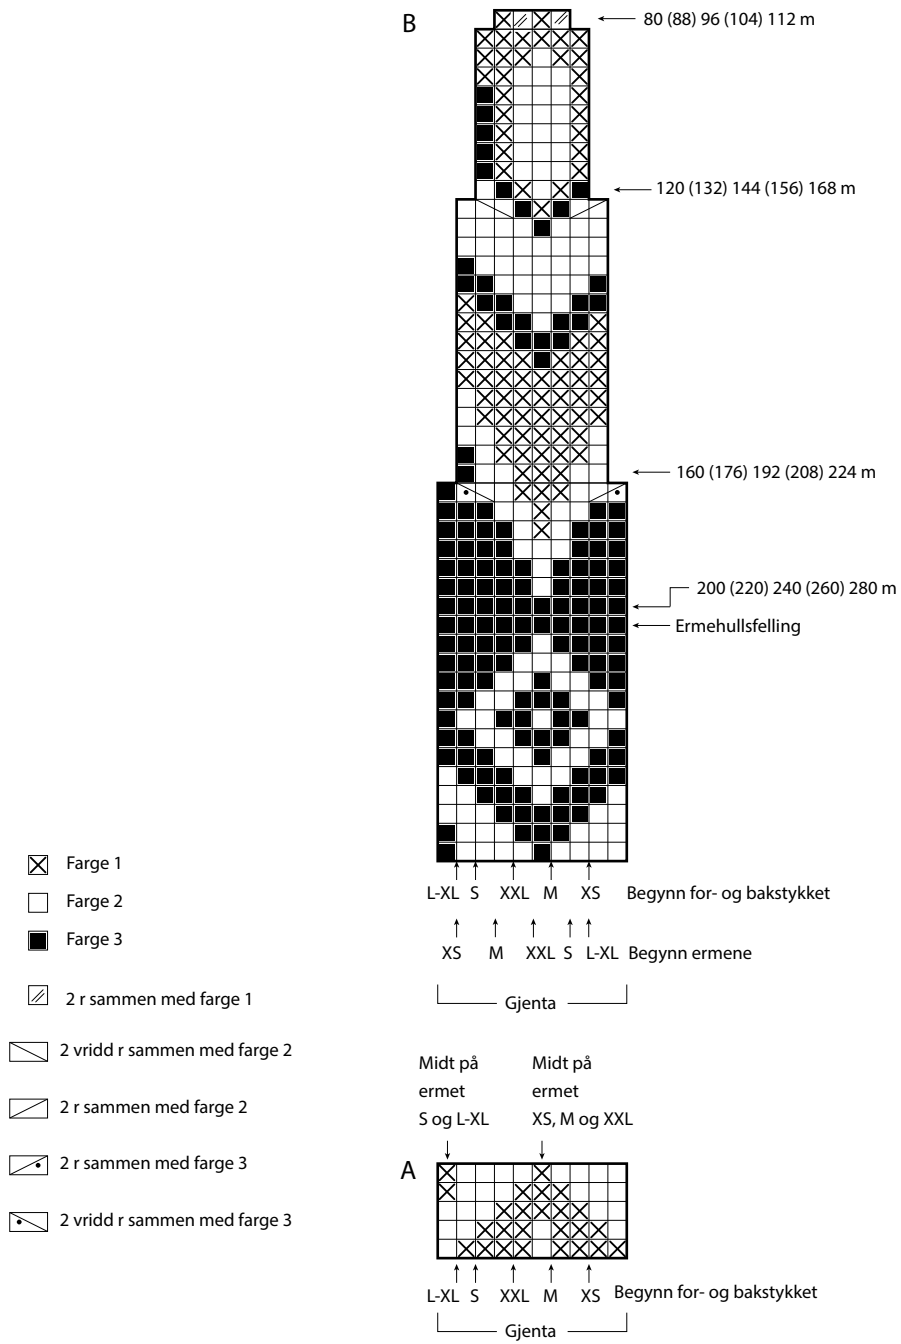 B
80 (88) 96 (104) 112 m
120 (132) 144 (156) 168 m
160 (176) 192 (208) 224 m
200 (220) 240 (260) 280 m
Ermehullsfelling
L-XL S XXL M XS Begynn for- og bakstykket
XS M XXL S L-XL Begynn ermene
Gjenta
Farge 1
Farge 2
Farge 3
2 r sammen med farge 1
2 vridd r sammen med farge 2
2 r sammen med farge 2
2 r sammen med farge 3
2 vridd r sammen med farge 3
Midt på
ermet
S og L-XL
Midt på
ermet
XS, M og XXL
A
L-XL S XXL M XS Begynn for- og bakstykket
Gjenta